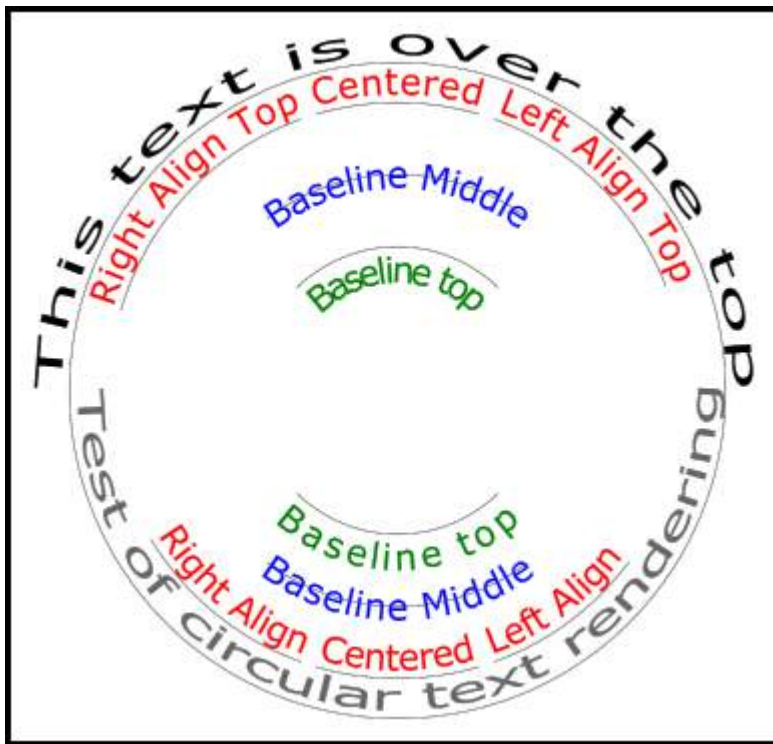 This text is over the top
Right Align Top Centered Left Align Top
Baseline Middle
Baseline top
Baseline top
Baseline Middle
Right Align Centered Left Align
Test of circular text rendering